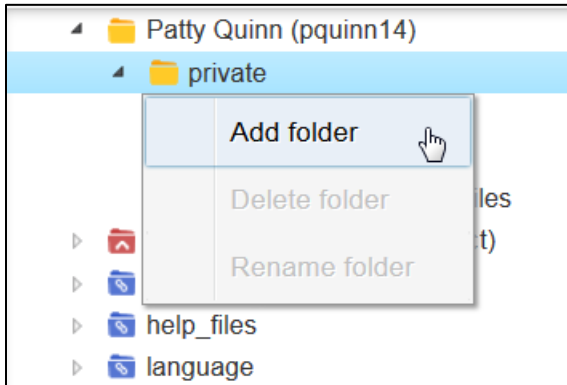 Patty Quinn (pquinn14)
private
Add folder
Delete folder
iles
t)
Rename folder
help_files
language